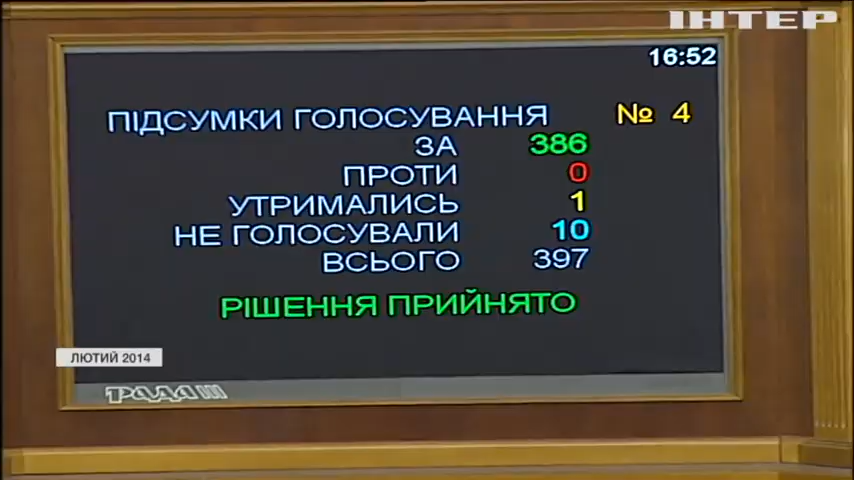 ІНТЕР
16:52
ПІДСУМКИ ГОЛОСУВАННЯ № 4
ЗА 386
ПРОТИ 0
УТРИМАЛИСЬ 1
НЕ ГОЛОСУВАЛИ 10
ВСЬОГО 397
РІШЕННЯ ПРИЙНЯТО
ЛЮТИЙ 2014
РАДА